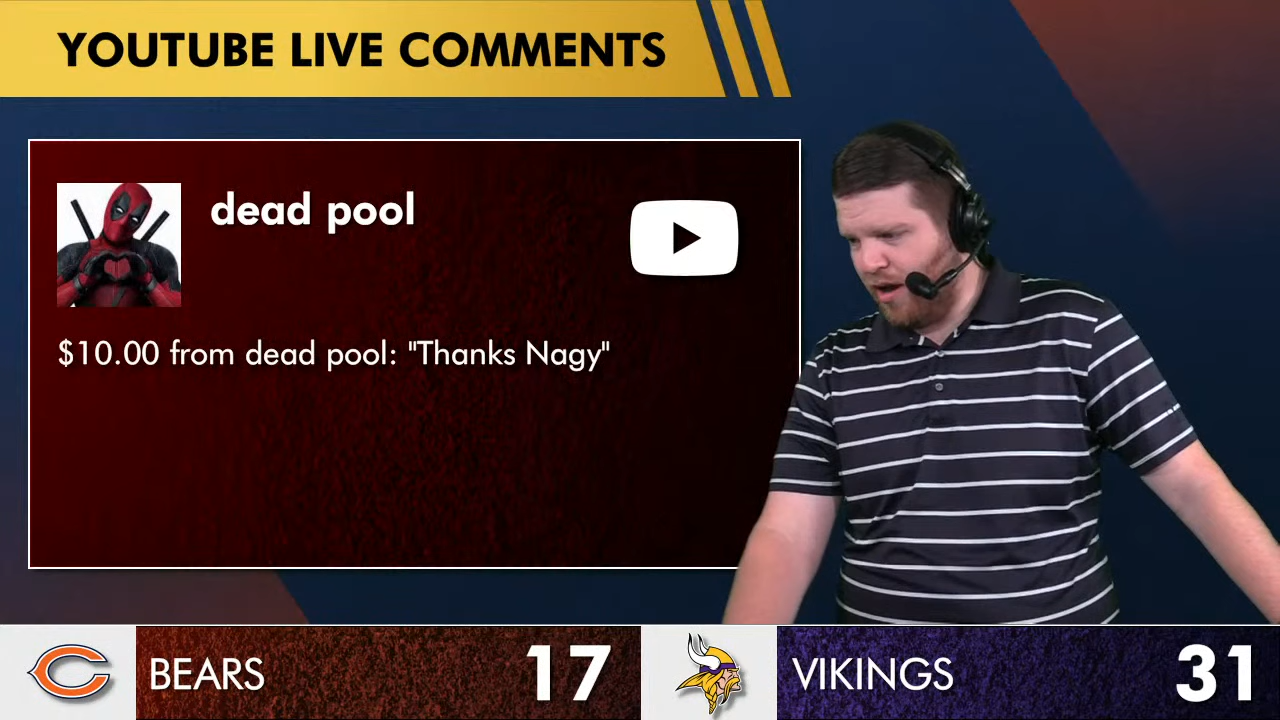 YOUTUBE LIVE COMMENTS
dead pool
$10.00 from dead pool: "Thanks Nagy"
BEARS 17 VIKINGS 31